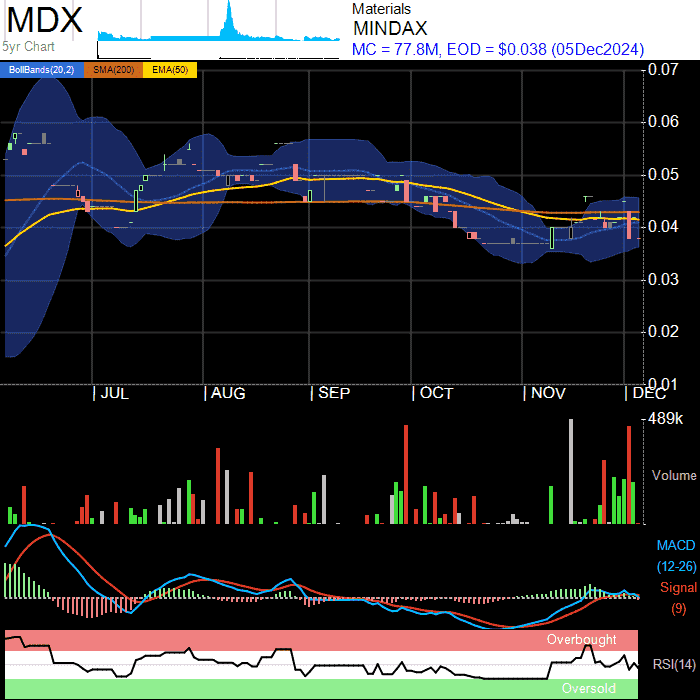 MDX
5yr Chart
Materials
MINDAX
MC = 77.8M, EOD = $0.038 (05Dec2024)
BollBands(20,2) SMA(200) EMA(50)
0.07
0.06
0.05
0.04
0.03
0.02
0.01
JUL AUG SEP OCT NOV DEC
489k
Volume
MACD
(12-26)
Signal
(9)
Overbought
RSI(14)
Oversold